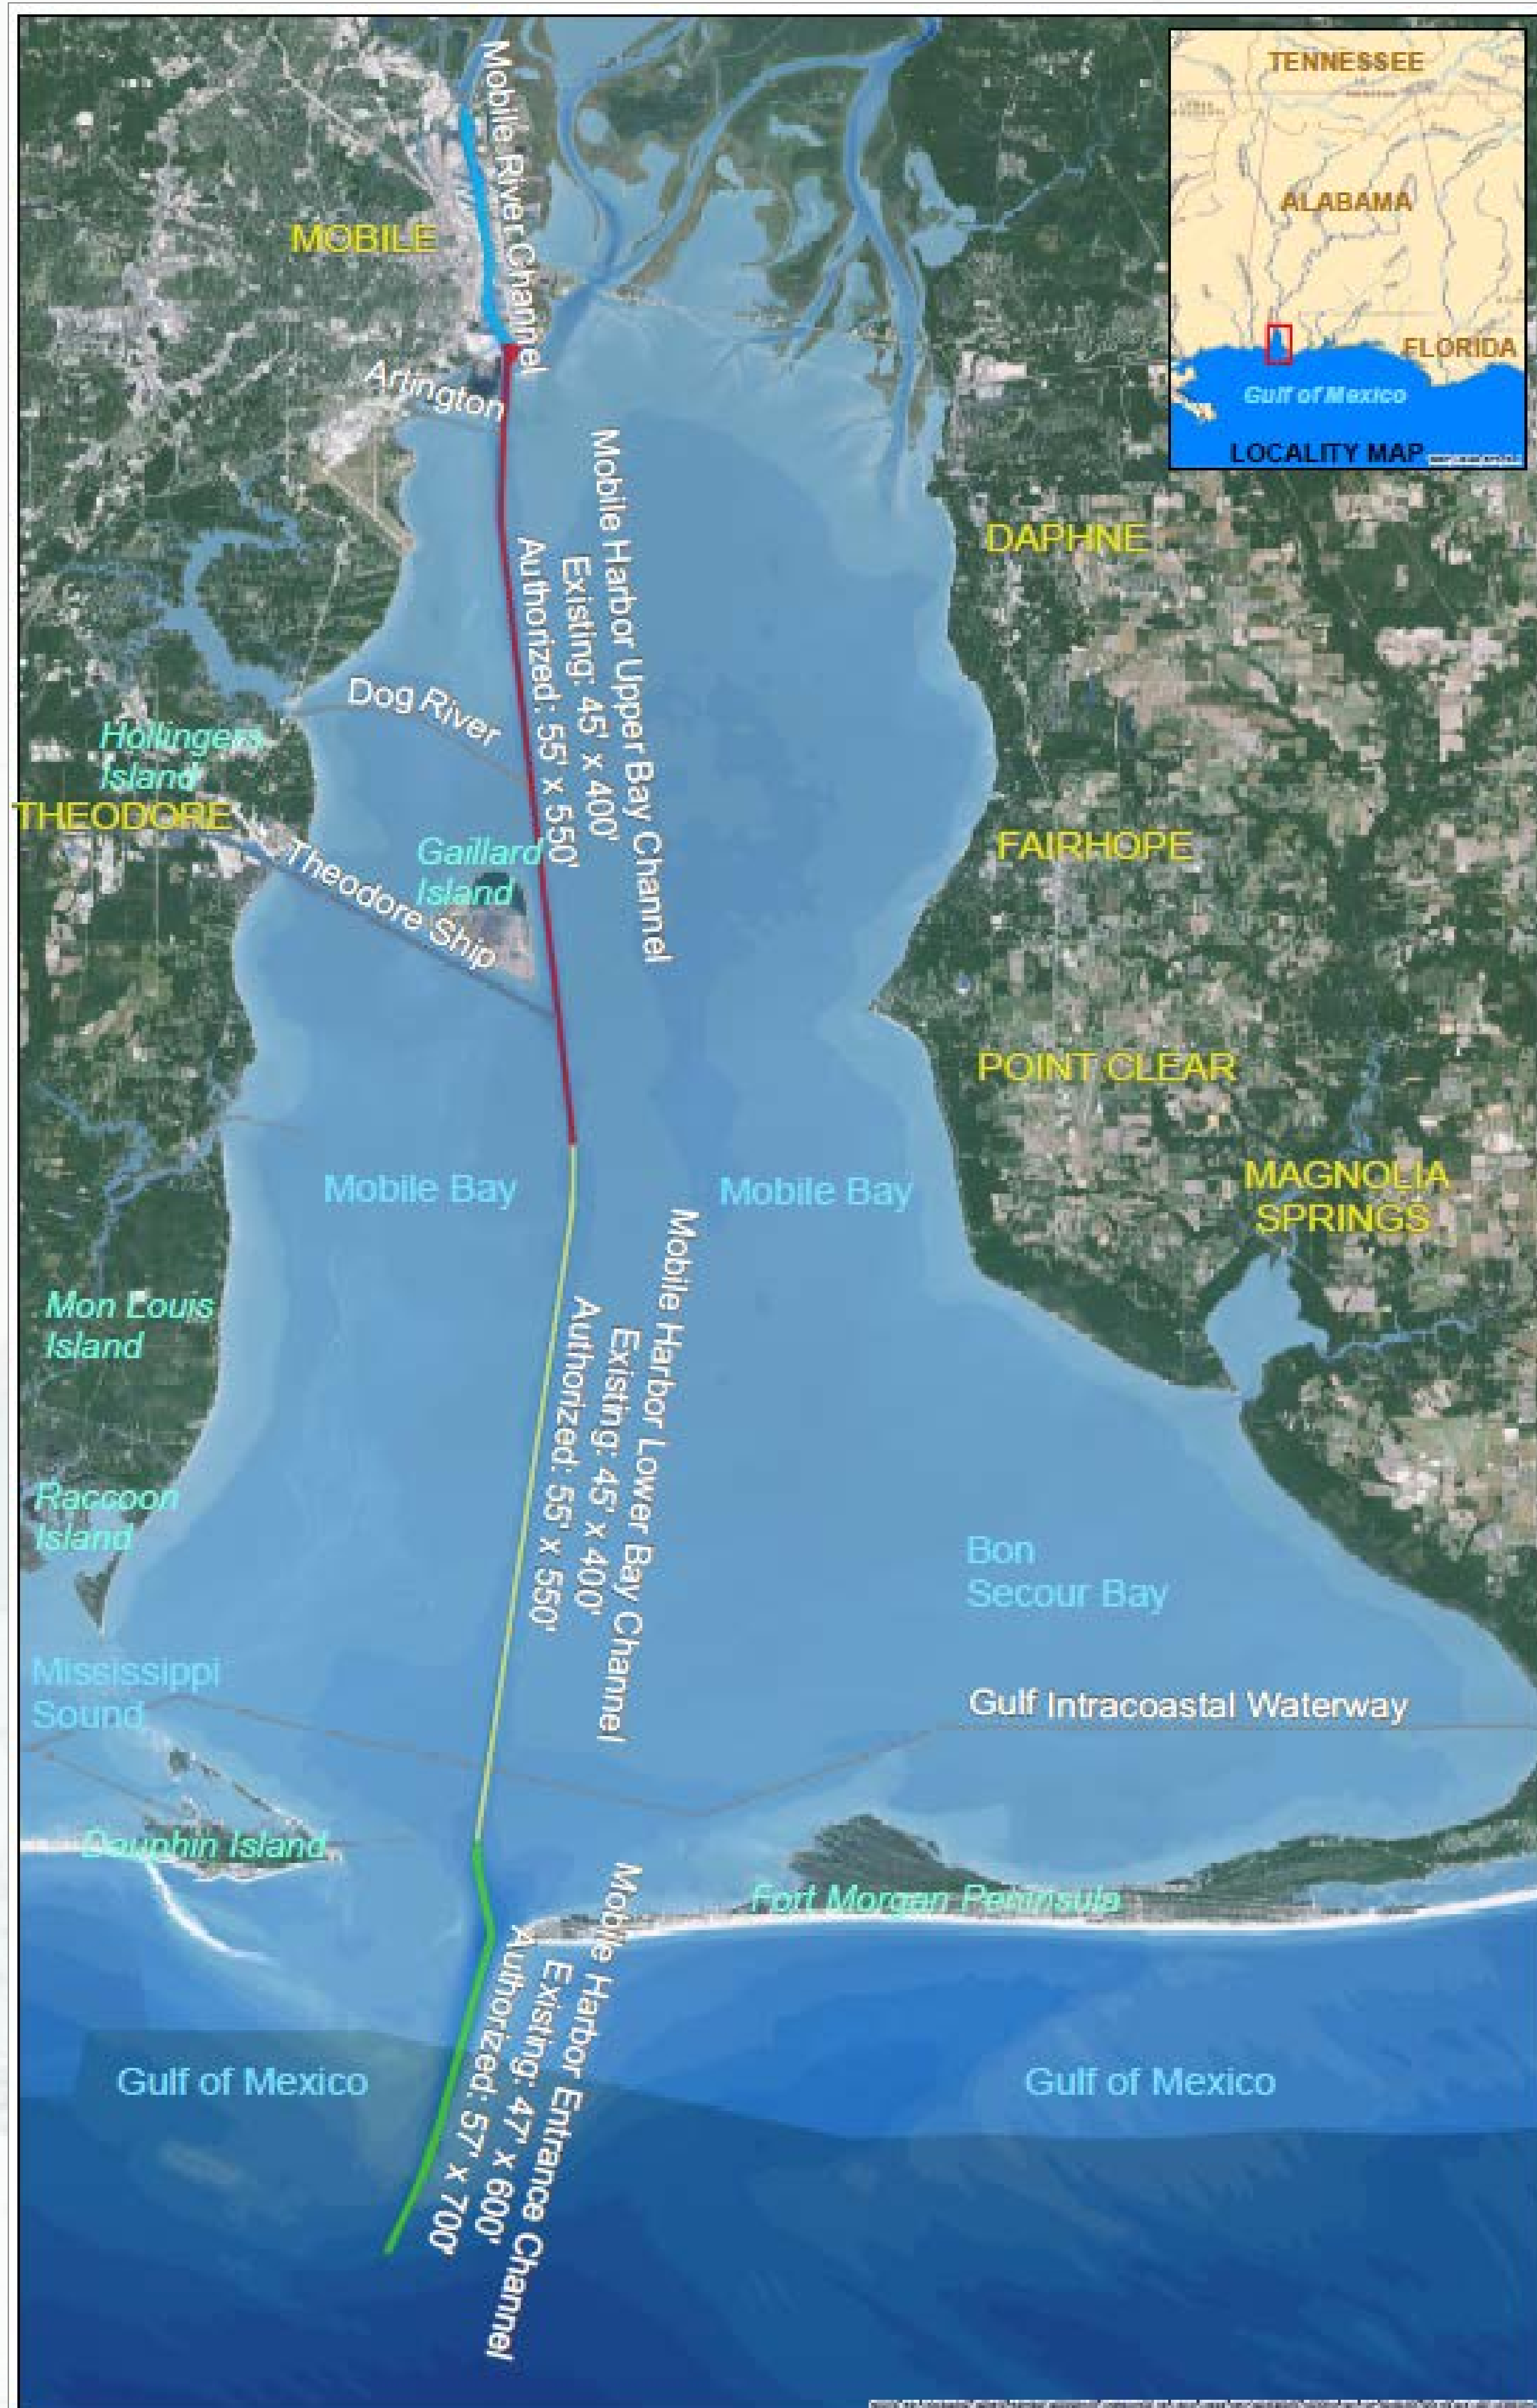 TENNESSEE
ALABAMA
FLORIDA
Gulf of Mexico
LOCALITY MAP
Mobile River Channel
MOBILE
Arlington
Mobile Harbor Upper Bay Channel
Existing: 45' x 400'
Authorized: 55' x 550'
DAPHNE
Dog River
Hollingers
Island
THEODORE
Theodore Ship
Gaillard
Island
FAIRHOPE
POINT CLEAR
MAGNOLIA
SPRINGS
Mobile Bay
Mobile Bay
Mobile Harbor Lower Bay Channel
Existing: 45' x 400'
Authorized: 55' x 550'
Mon Louis
Island
Raccoon
Island
Bon
Secour Bay
Mississippi
Sound
Gulf Intracoastal Waterway
Dauphin Island
Fort Morgan Peninsula
Mobile Harbor Entrance Channel
Existing: 47' x 600'
Authorized: 57' x 700'
Gulf of Mexico
Gulf of Mexico